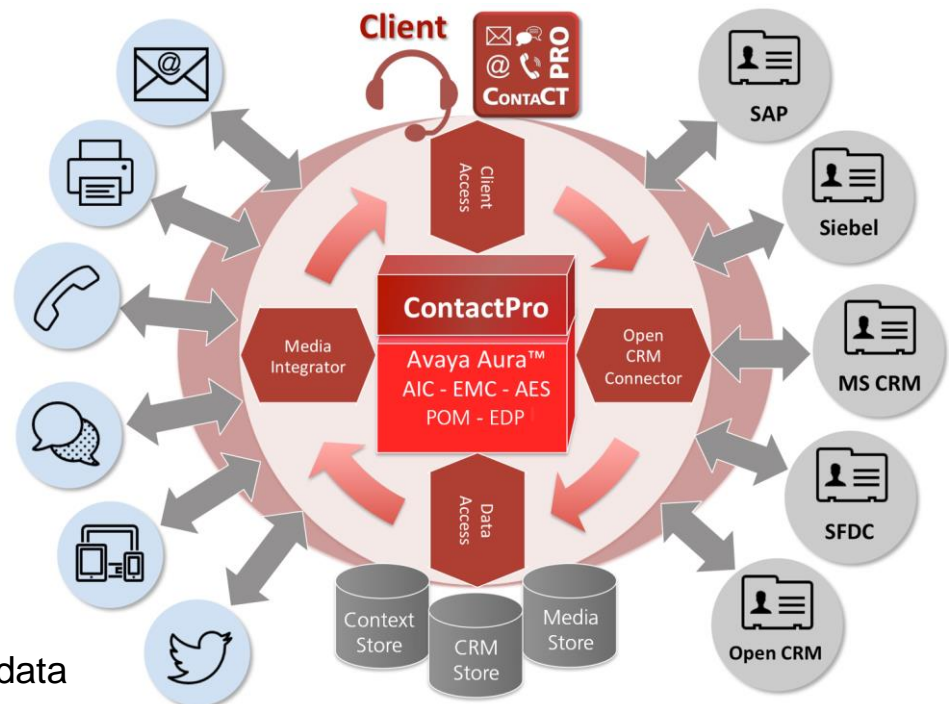 Client
@
@
PRO
CONTACT
SAP
Siebel
MS CRM
SFDC
Open CRM
Client
Access
ContactPro
Avaya Aura™
AIC - EMC - AES
POM - EDP
Media
Integrator
Open
CRM
Connector
Data
Access
Context
Store
CRM
Store
Media
Store
data